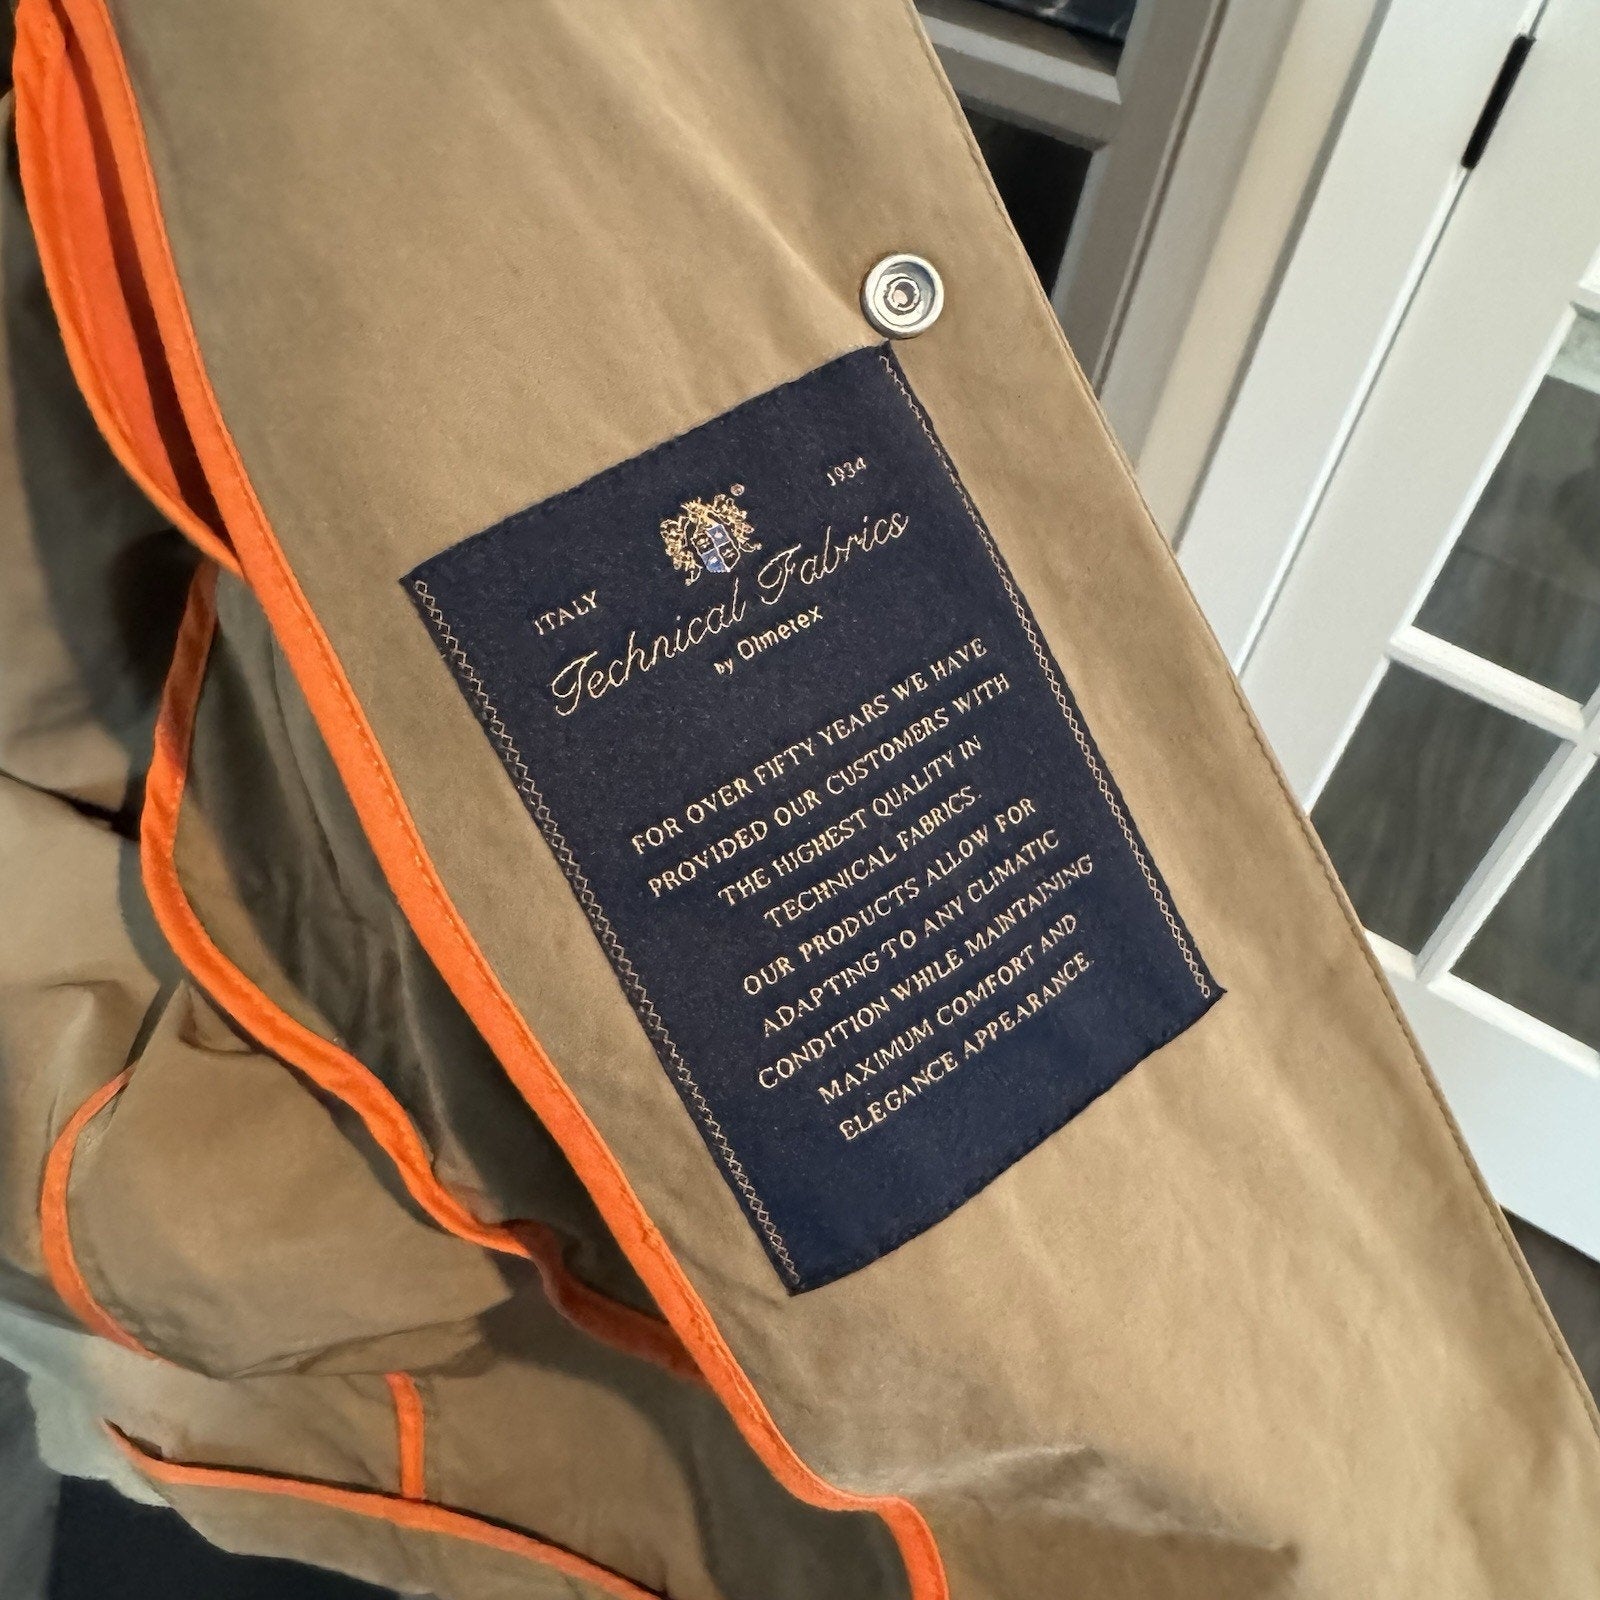 ITALY 1934
Technical Fabrics
by Olmetex
FOR OVER FIFTY YEARS WE HAVE
PROVIDED OUR CUSTOMERS WITH
THE HIGHEST QUALITY IN
TECHNICAL FABRICS.
OUR PRODUCTS ALLOW FOR
ADAPTING TO ANY CLIMATIC
CONDITION WHILE MAINTAINING
MAXIMUM COMFORT AND
ELEGANCE APPEARANCE.